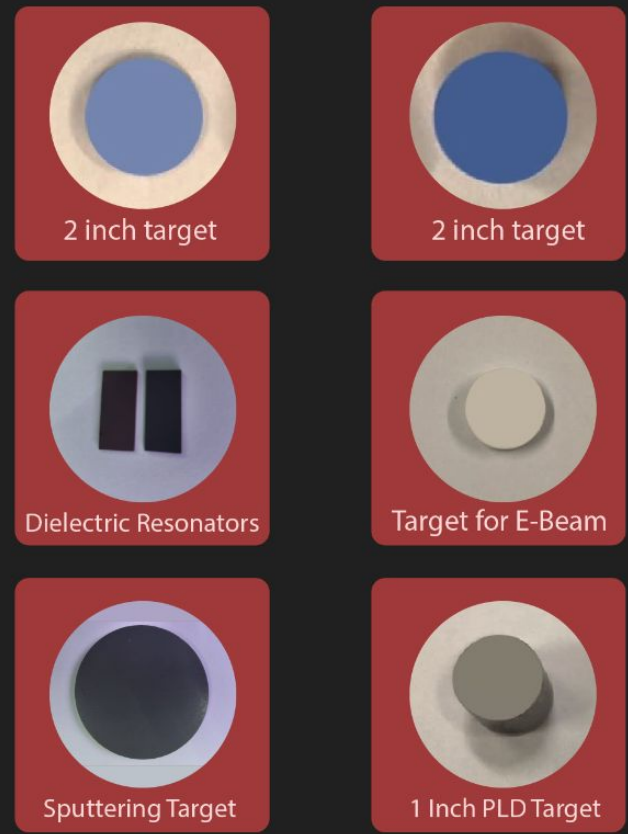 2 inch target
2 inch target
Dielectric Resonators
Target for E-Beam
Sputtering Target
1 Inch PLD Target